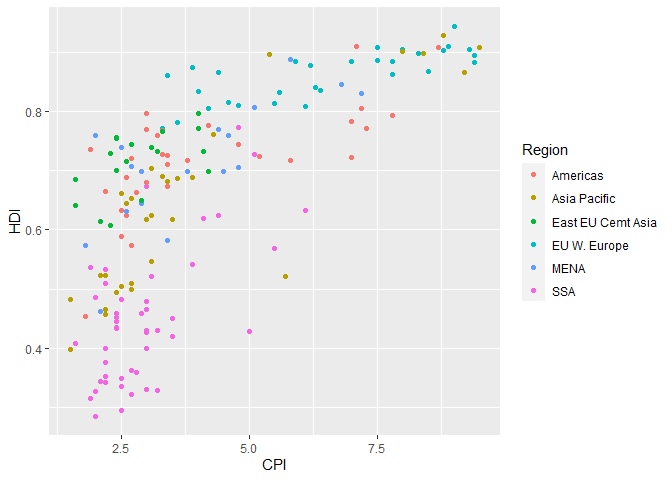 0.8
0.6
0.4
HDI
2.5 5.0 7.5
CPI
Region
Americas
Asia Pacific
East EU Cemt Asia
EU W. Europe
MENA
SSA